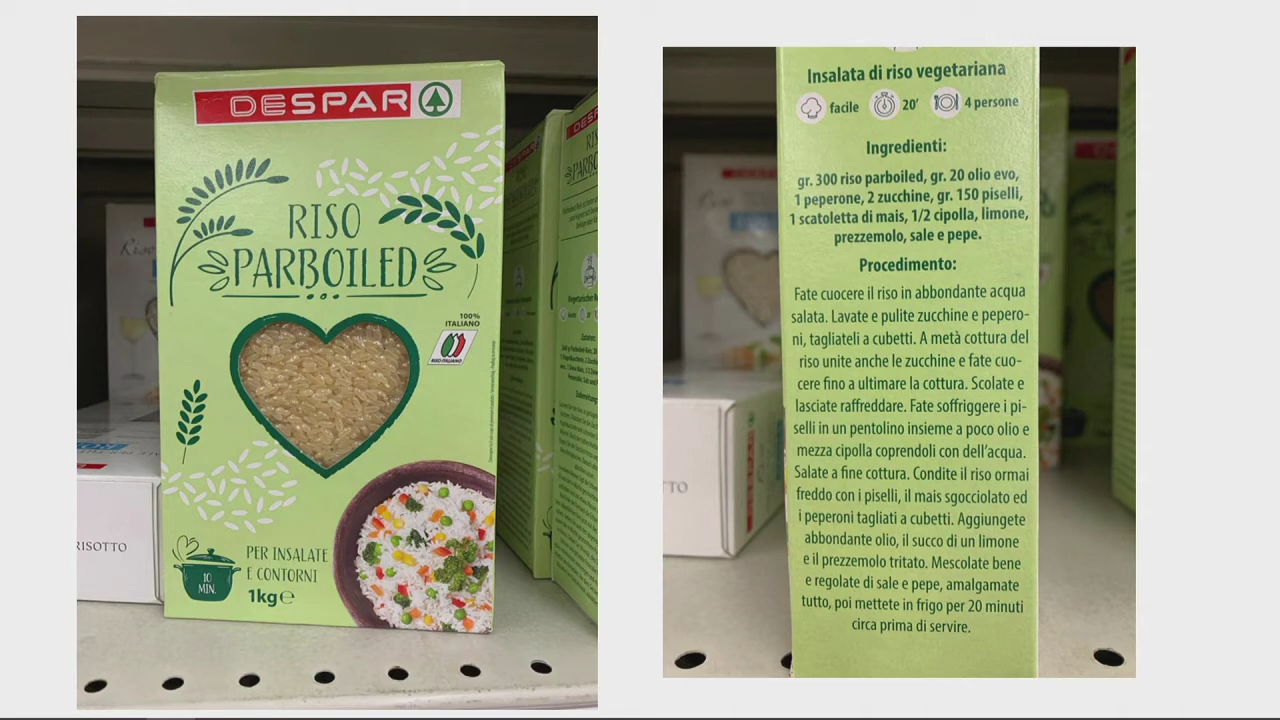 DESPAR
RISO
PARBOILED
100%
ITALIANO
RISO ITALIANO
10
MIN.
PER INSALATE
E CONTORNI
1kg℮
RISOTTO
Riso
Insalata di riso vegetariana
facile
20'
4 persone
Ingredienti:
gr. 300 riso parboiled, gr. 20 olio evo,
1 peperone, 2 zucchine, gr. 150 piselli,
1 scatoletta di mais, 1/2 cipolla, limone,
prezzemolo, sale e pepe.
Procedimento:
Fate cuocere il riso in abbondante acqua
salata. Lavate e pulite zucchine e pepero-
ni, tagliateli a cubetti. A metà cottura del
riso unite anche le zucchine e fate cuo-
cere fino a ultimare la cottura. Scolate e
lasciate raffreddare. Fate soffriggere i pi-
selli in un pentolino insieme a poco olio e
mezza cipolla coprendoli con dell'acqua.
Salate a fine cottura. Condite il riso ormai
freddo con i piselli, il mais sgocciolato ed
i peperoni tagliati a cubetti. Aggiungete
abbondante olio, il succo di un limone
e il prezzemolo tritato. Mescolate bene
e regolate di sale e pepe, amalgamate
tutto, poi mettete in frigo per 20 minuti
circa prima di servire.